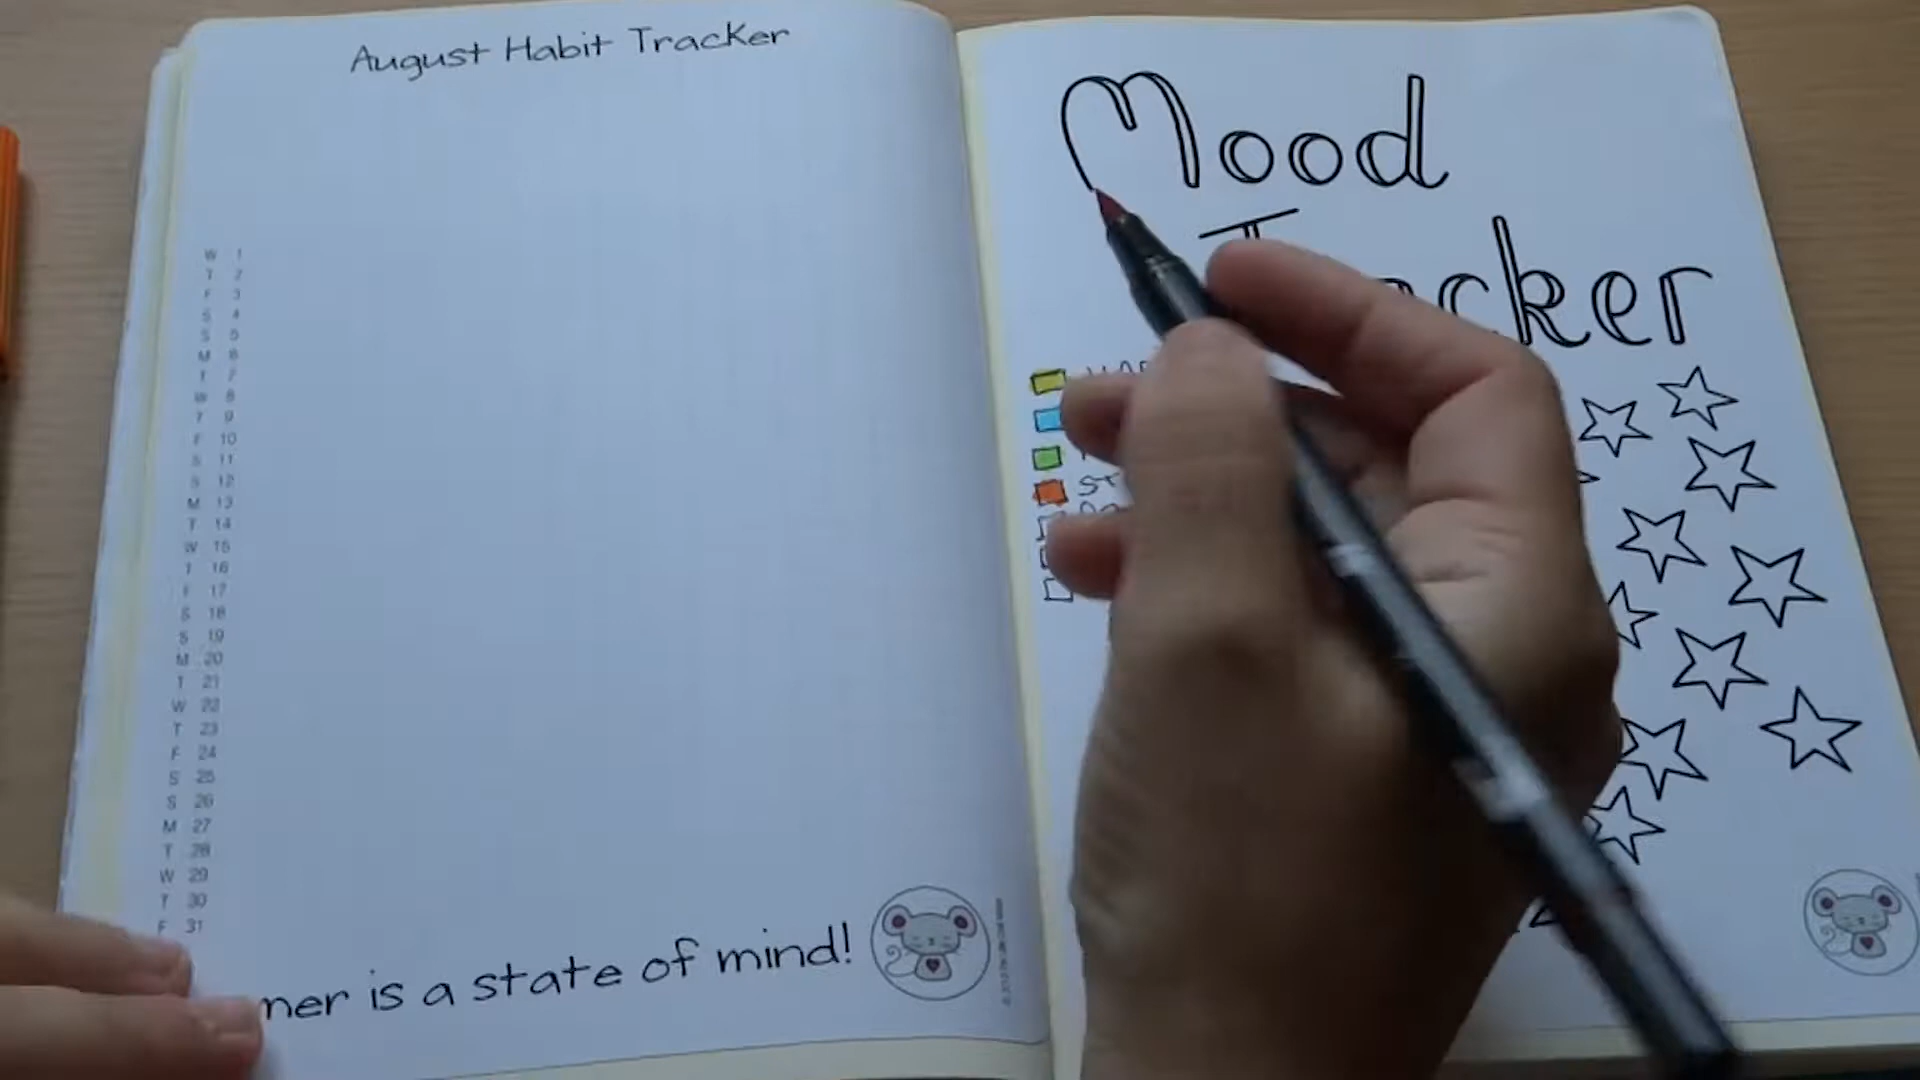 August Habit Tracker
W 1
T 2
F 3
S 4
S 5
M 6
T 7
W 8
T 9
F 10
S 11
S 12
M 13
T 14
W 15
T 16
F 17
S 18
S 19
M 20
T 21
W 22
T 23
F 24
S 25
S 26
M 27
T 28
W 29
T 30
F 31
mer is a state of mind!
Mood
T cker
ST